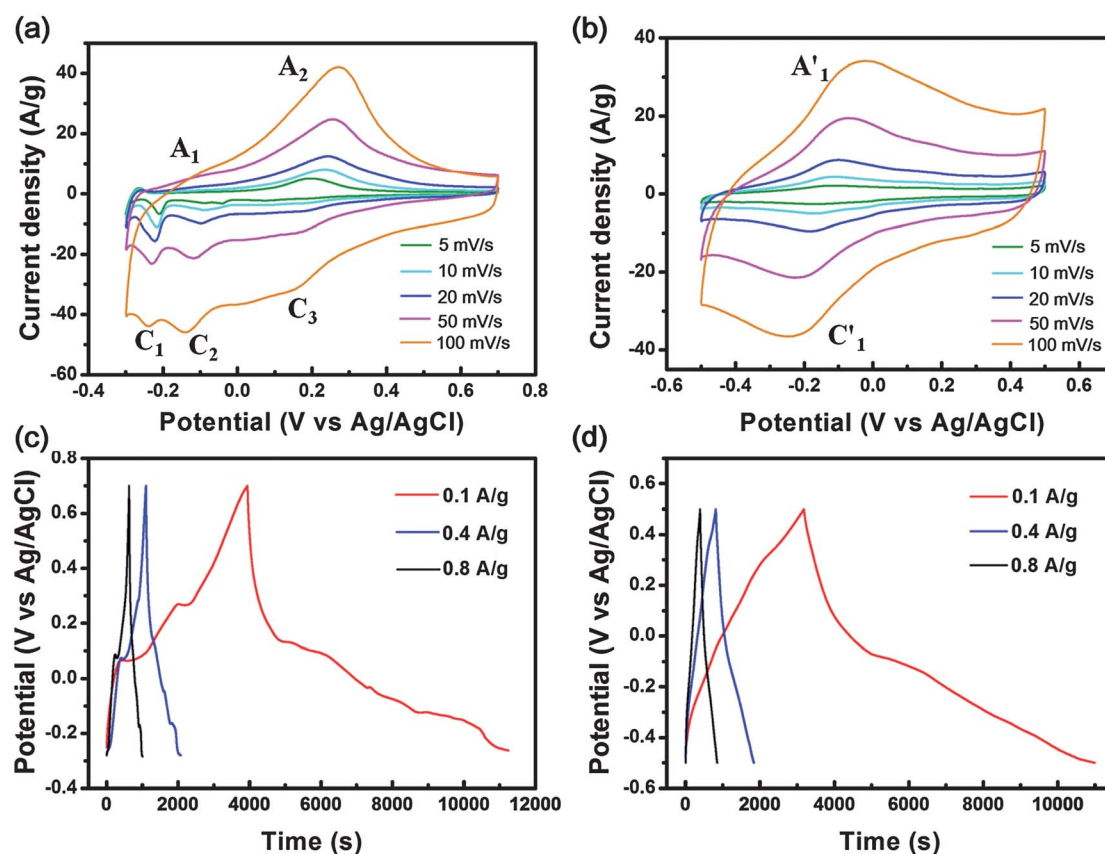 (a)
Current density (A/g)
40
20
0
-20
-40
-60
-0.4
-0.2
0.0
0.2
0.4
0.6
0.8
Potential (V vs Ag/AgCl)
A₁
A₂
C₁
C₂
C₃
5 mV/s
10 mV/s
20 mV/s
50 mV/s
100 mV/s
(b)
Current density (A/g)
40
20
0
-20
-40
-0.6
-0.4
-0.2
0.0
0.2
0.4
0.6
Potential (V vs Ag/AgCl)
A'₁
C'₁
5 mV/s
10 mV/s
20 mV/s
50 mV/s
100 mV/s
(c)
Potential (V vs Ag/AgCl)
0.8
0.6
0.4
0.2
0.0
-0.2
-0.4
0
2000
4000
6000
8000
10000
12000
Time (s)
0.1 A/g
0.4 A/g
0.8 A/g
(d)
Potential (V vs Ag/AgCl)
0.6
0.4
0.2
0.0
-0.2
-0.4
-0.6
0
2000
4000
6000
8000
10000
Time (s)
0.1 A/g
0.4 A/g
0.8 A/g